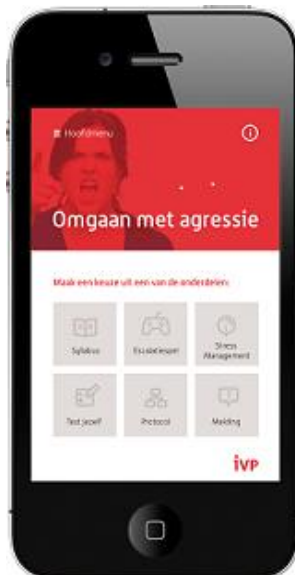 Hoofdmenu
Omgaan met agressie
Maak een keuze uit een van de onderdelen:
Syllabus
Escalatiespel
Stress
Management
Test jezelf
Protocol
Melding
ivp